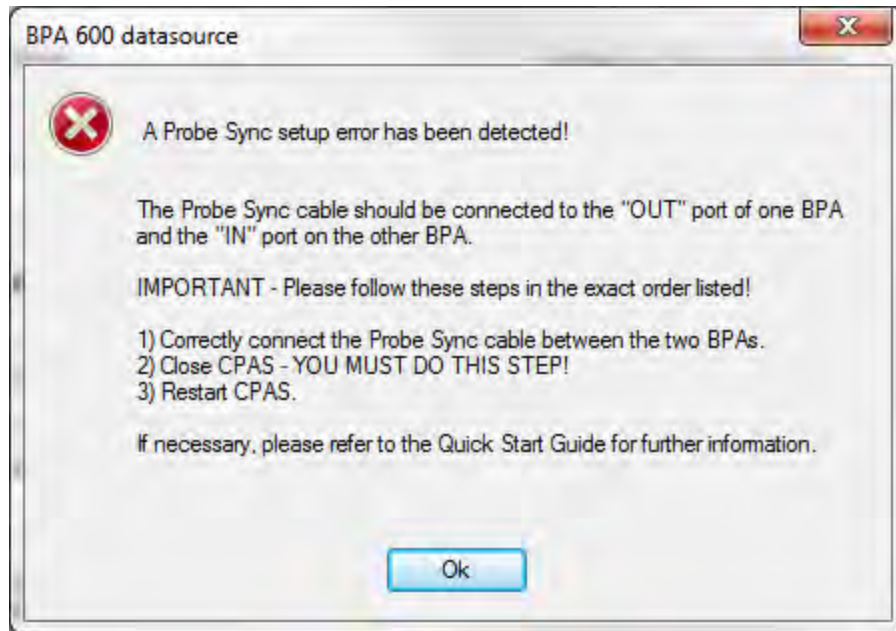 BPA 600 datasource
A Probe Sync setup error has been detected!
The Probe Sync cable should be connected to the "OUT" port of one BPA
and the "IN" port on the other BPA.
IMPORTANT - Please follow these steps in the exact order listed!
1) Correctly connect the Probe Sync cable between the two BPAs.
2) Close CPAS - YOU MUST DO THIS STEP!
3) Restart CPAS.
If necessary, please refer to the Quick Start Guide for further information.
Ok